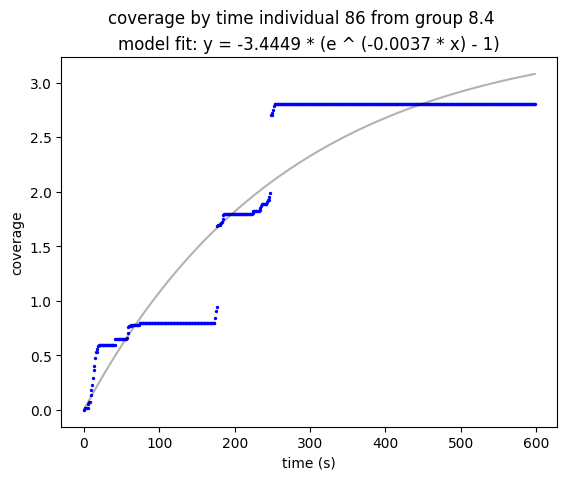 coverage by time individual 86 from group 8.4
model fit: y = -3.4449 * (e ^ (-0.0037 * x) - 1)
3.0
2.5
2.0
1.5
1.0
0.5
0.0
coverage
0 100 200 300 400 500 600
time (s)